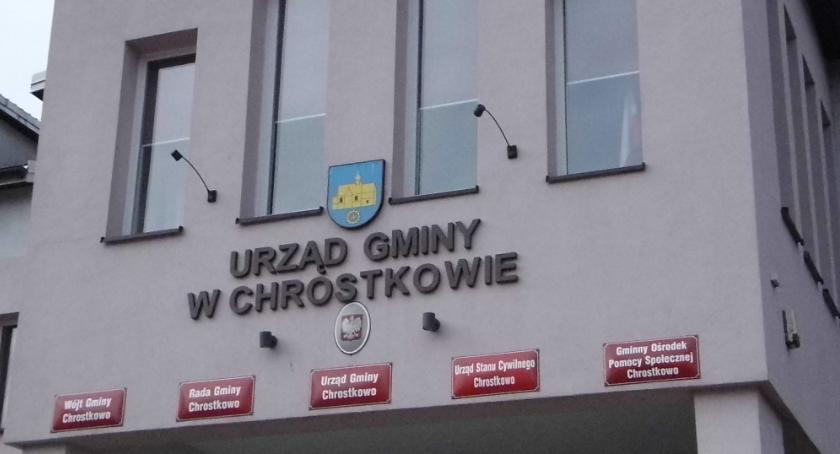 URZĄD GMINY
W CHRÓSTKOWIE
Wójt Gminy
Chrostkowo
Rada Gminy
Chrostkowo
Urząd Gminy
Chrostkowo
Urząd Stanu Cywilnego
Chrostkowo
Gminny Ośrodek
Pomocy Społecznej
Chrostkowo